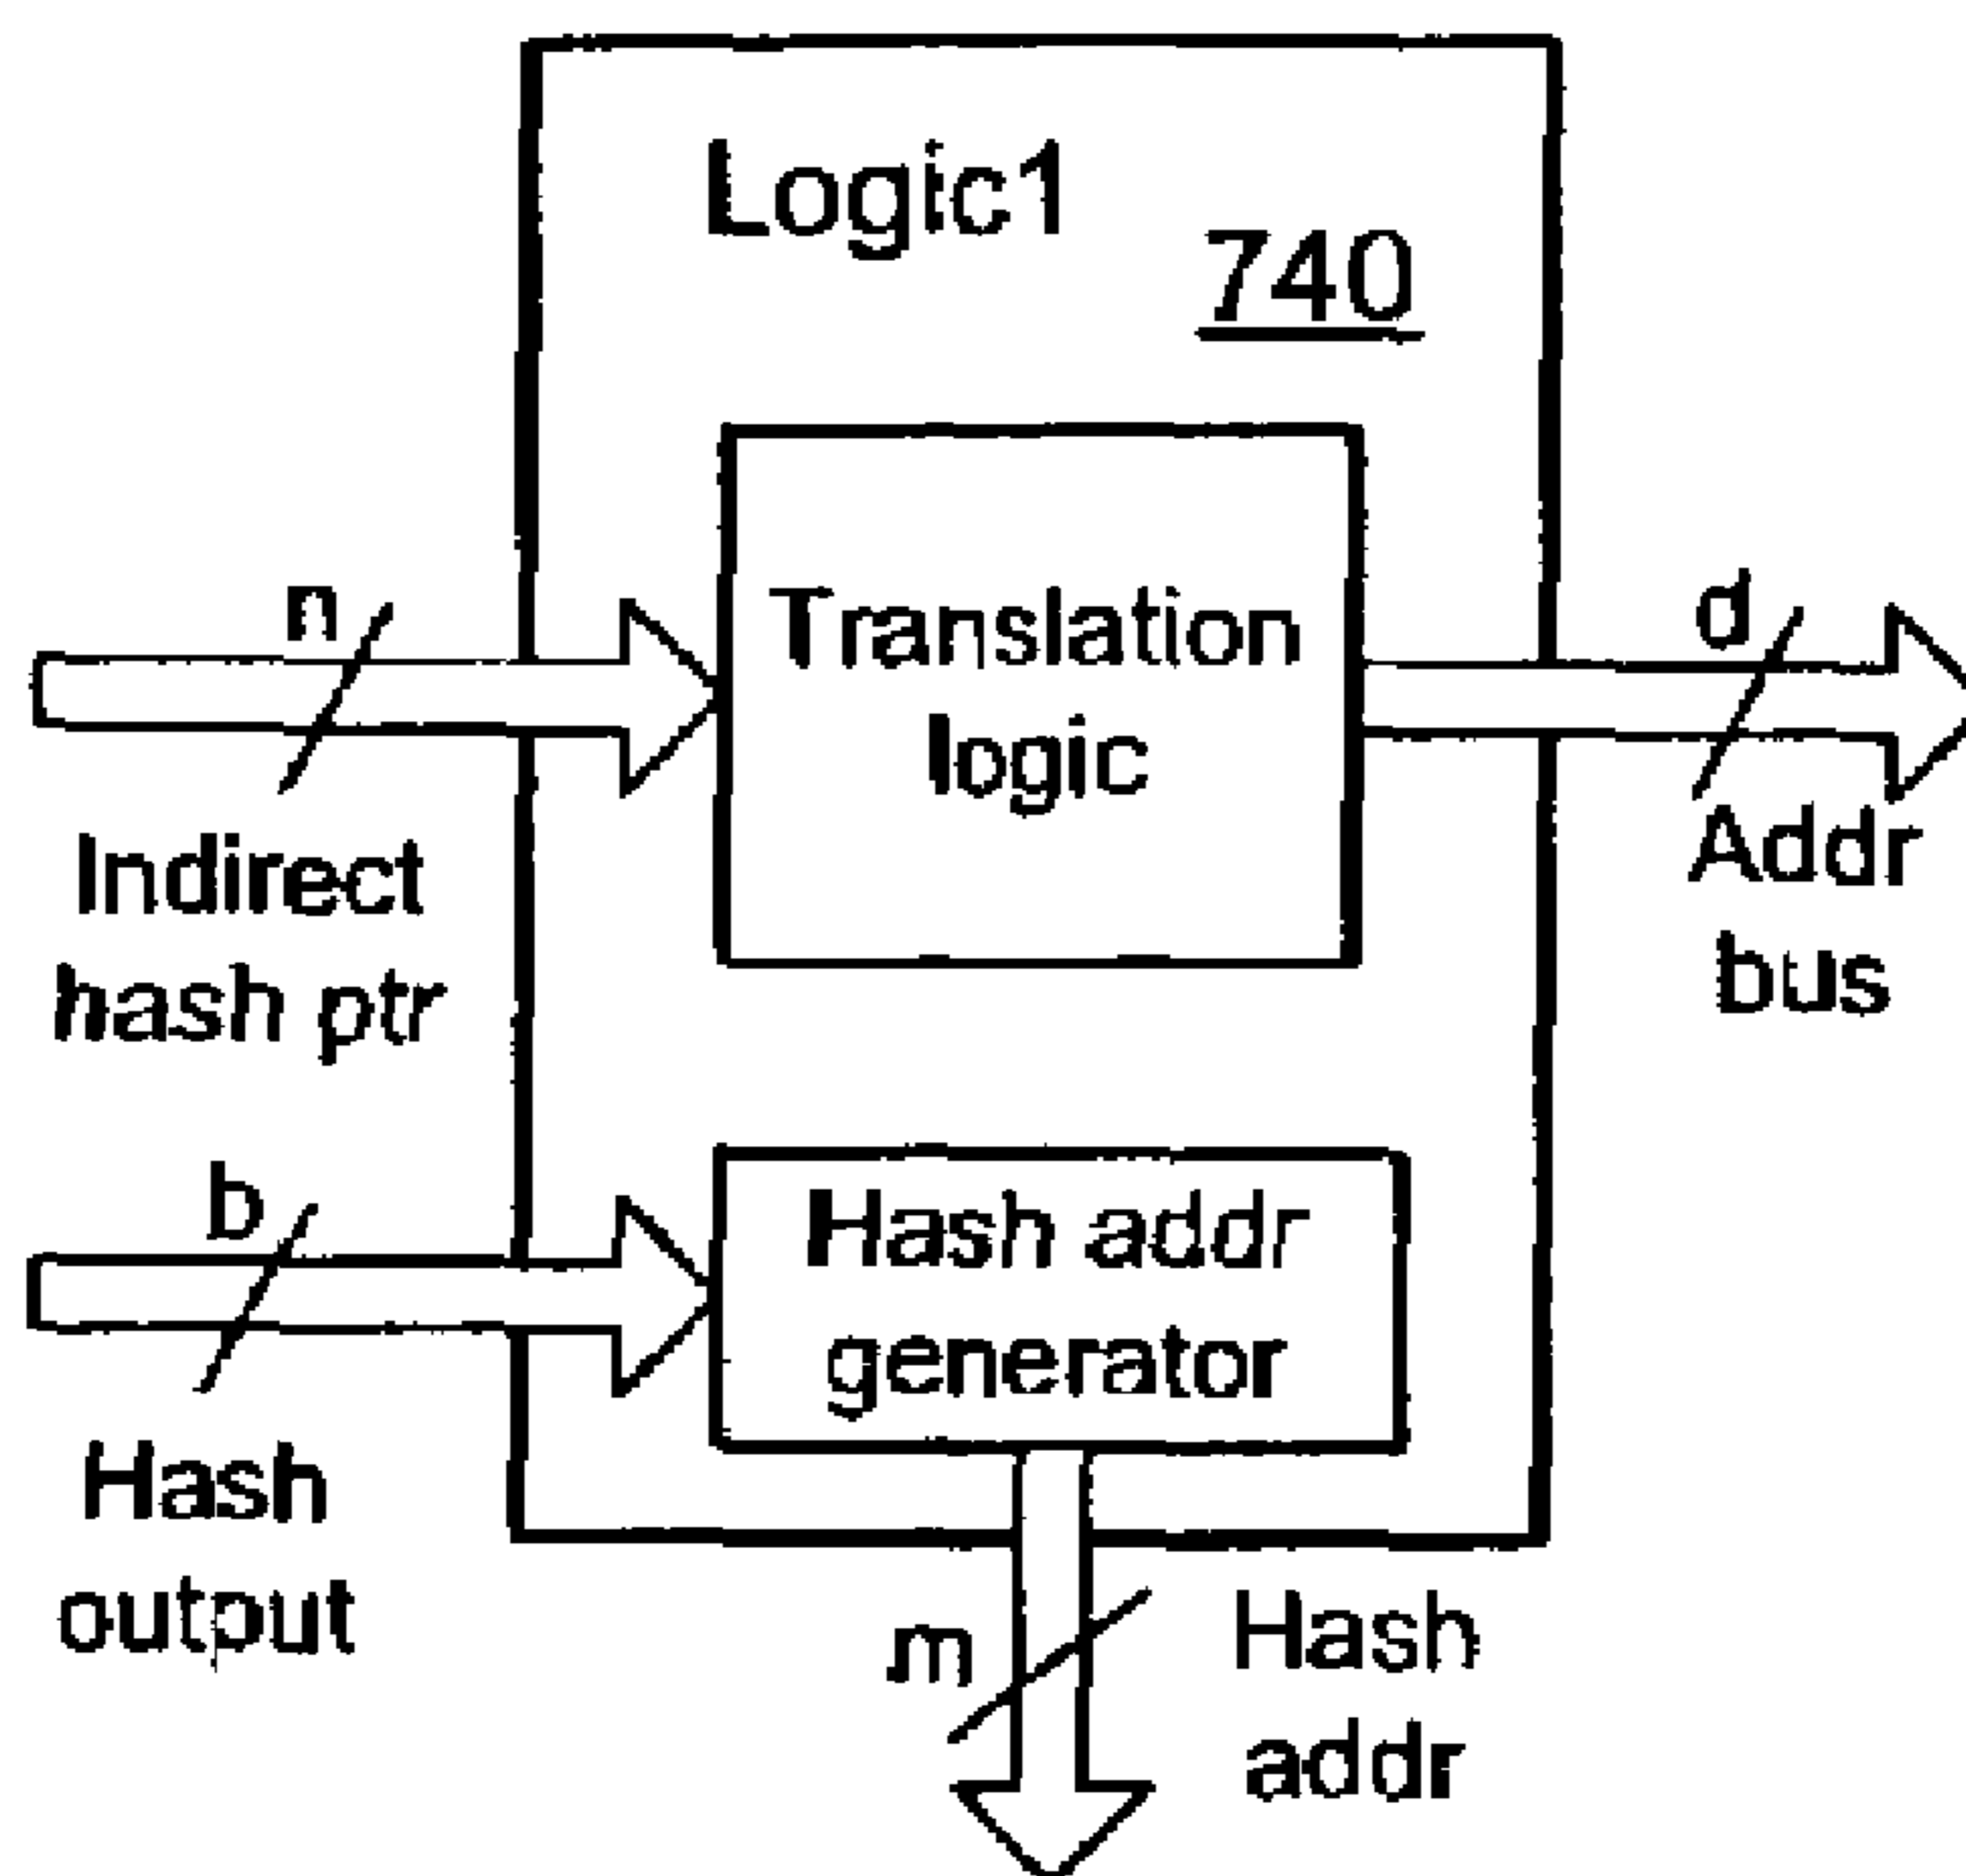 Logic1
740
n
Translation
logic
d
Indirect
hash ptr
Addr
bus
b
Hash addr
generator
Hash
output
m
Hash
addr